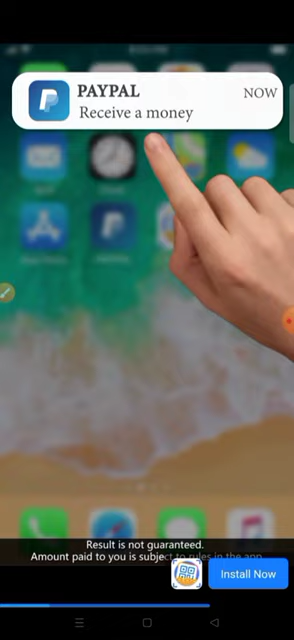 PAYPAL
NOW
Receive a money
Result is not guaranteed.
Amount paid to you is subject to rules in the app
Install Now